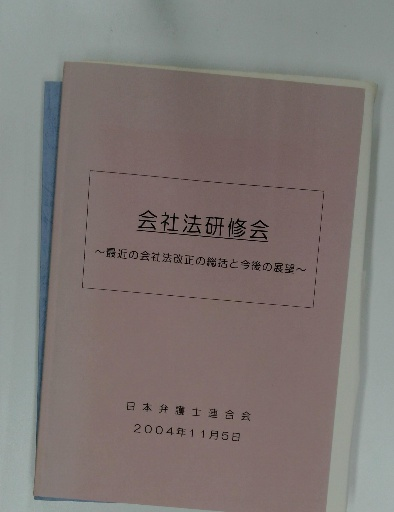 会社法研修会
～最近の会社法改正の総括と今後の展望～
日本弁護士連合会
2004年11月5日